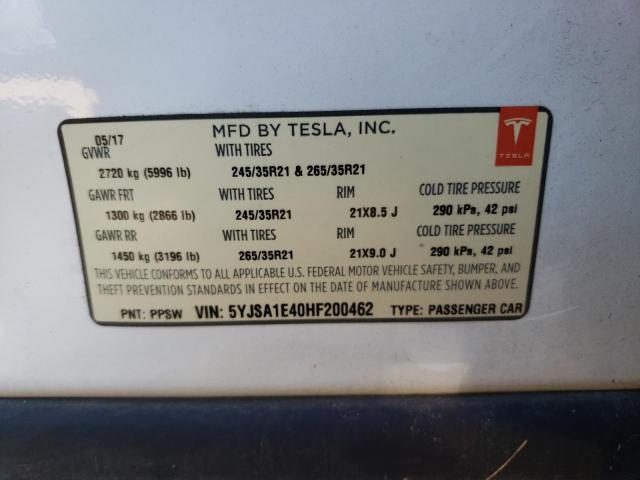 05/17 MFD BY TESLA, INC.
GVWR WITH TIRES
2720 kg (5996 lb) 245/35R21 & 265/35R21
GAWR FRT WITH TIRES RIM COLD TIRE PRESSURE
1300 kg (2866 lb) 245/35R21 21X8.5 J 290 kPa, 42 psi
GAWR RR WITH TIRES RIM COLD TIRE PRESSURE
1450 kg (3196 lb) 265/35R21 21X9.0 J 290 kPa, 42 psi
THIS VEHICLE CONFORMS TO ALL APPLICABLE U.S. FEDERAL MOTOR VEHICLE SAFETY, BUMPER, AND
THEFT PREVENTION STANDARDS IN EFFECT ON THE DATE OF MANUFACTURE SHOWN ABOVE.
PNT: PPSW VIN: 5YJSA1E40HF200462 TYPE: PASSENGER CAR
TESLA